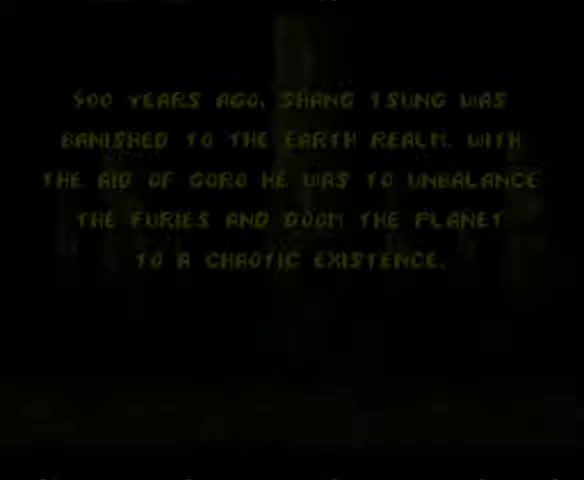 500 YEARS AGO, SHANG TSUNG WAS
BANISHED TO THE EARTH REALM. WITH
THE AID OF GORO HE WAS TO UNBALANCE
THE FURIES AND DOOM THE PLANET
TO A CHAOTIC EXISTENCE.